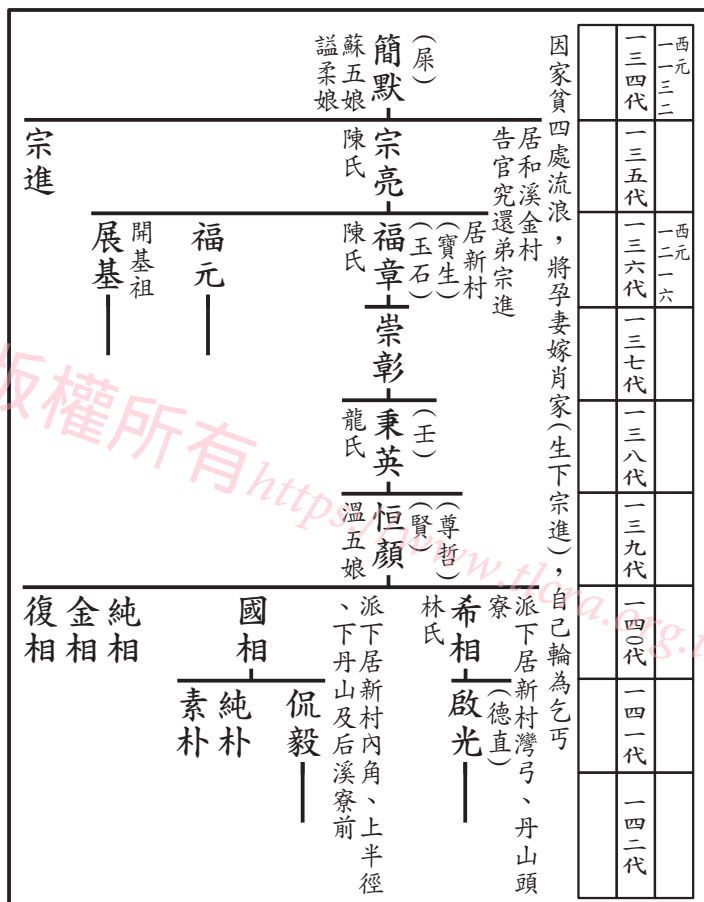 西元一一三二
西元一二一六
一三四代
一三五代
一三六代
一三七代
一三八代
一三九代
一四〇代
一四一代
一四二代
因家貧四處流浪，將孕妻嫁肖家(生下宗進)，自己輪為乞丐
(屎)
簡默
蘇五娘
諡柔娘
居和溪金村
告官究還弟宗進
宗亮
陳氏
宗進
居新村
(寶生)
(玉石)
福章
陳氏
福元
開基祖
展基
崇彰
(壬)
秉英
龍氏
(尊哲)
(賢)
恒顏
溫五娘
派下居新村灣弓、丹山頭
寮
希相
林氏
派下居新村內角、上半徑
、下丹山及后溪寮前
國相
純相
金相
復相
(德直)
啟光
侃毅
純朴
素朴
版權所有https://www.tlcra.org.t